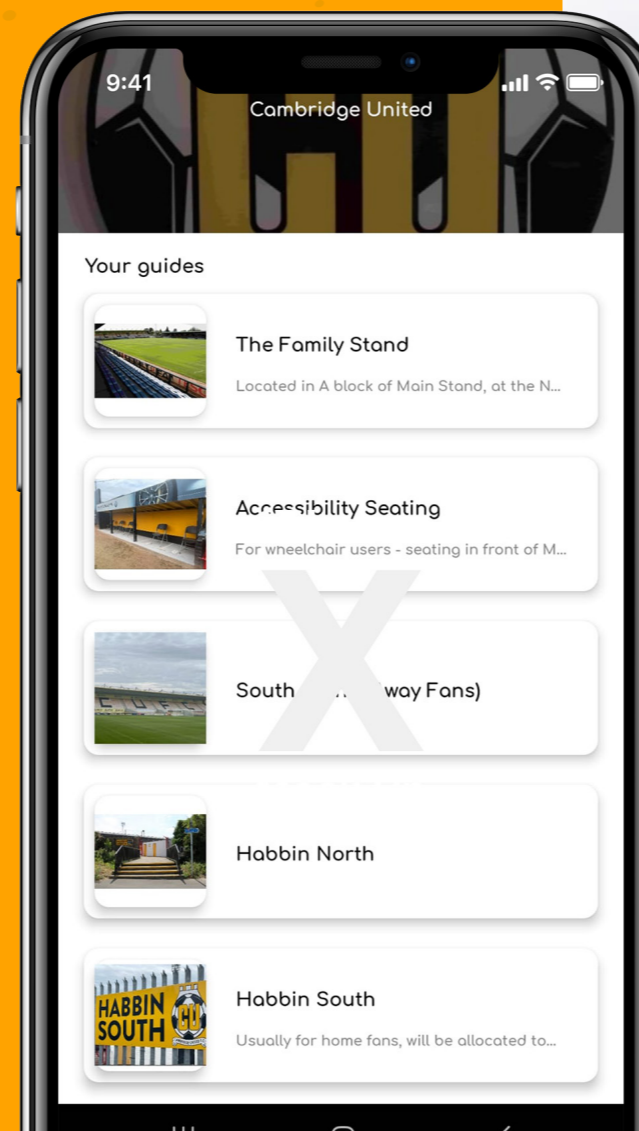 9:41
Cambridge United
Your guides
The Family Stand
Located in A block of Main Stand, at the N...
Accessibility Seating
For wheelchair users - seating in front of M...
South way Fans)
Habbin North
HABBIN
SOUTH
Habbin South
Usually for home fans, will be allocated to...
X